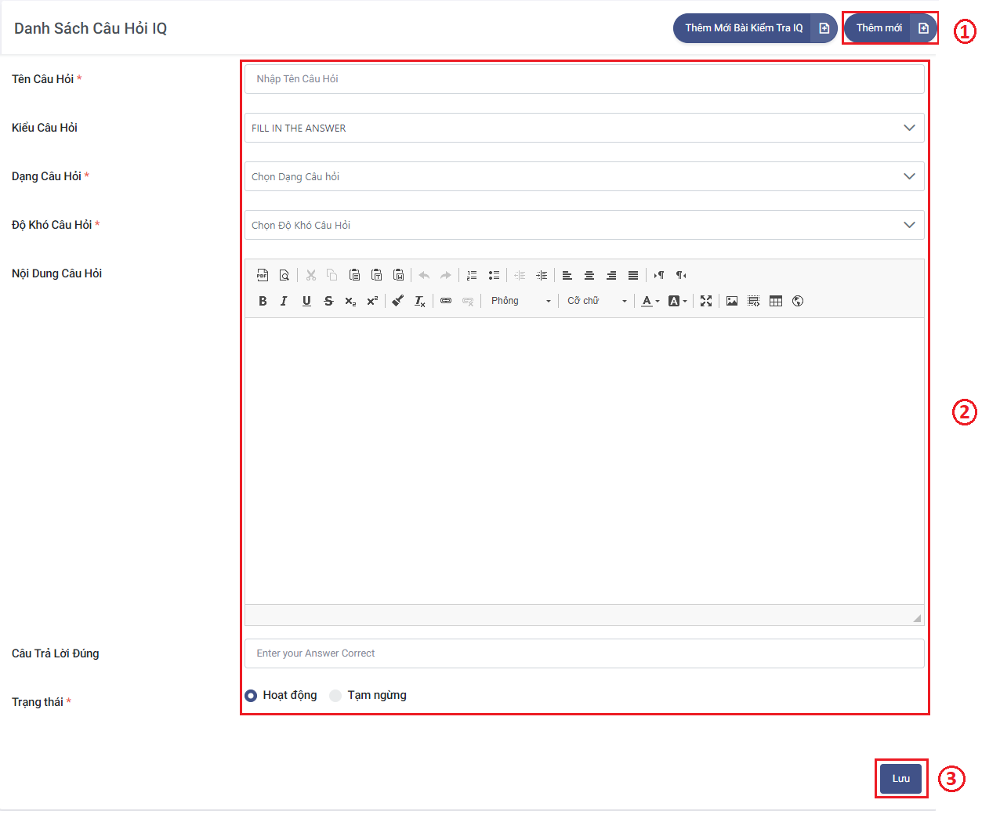 Danh Sách Câu Hỏi IQ
Thêm Mới Bài Kiểm Tra IQ
Thêm mới
1
Tên Câu Hỏi *
Nhập Tên Câu Hỏi
Kiểu Câu Hỏi
FILL IN THE ANSWER
Dạng Câu Hỏi *
Chọn Dạng Câu hỏi
Độ Khó Câu Hỏi *
Chọn Độ Khó Câu Hỏi
Nội Dung Câu Hỏi
Phông
Cỡ chữ
2
Câu Trả Lời Đúng
Enter your Answer Correct
Trạng thái *
Hoạt động
Tạm ngừng
Lưu
3